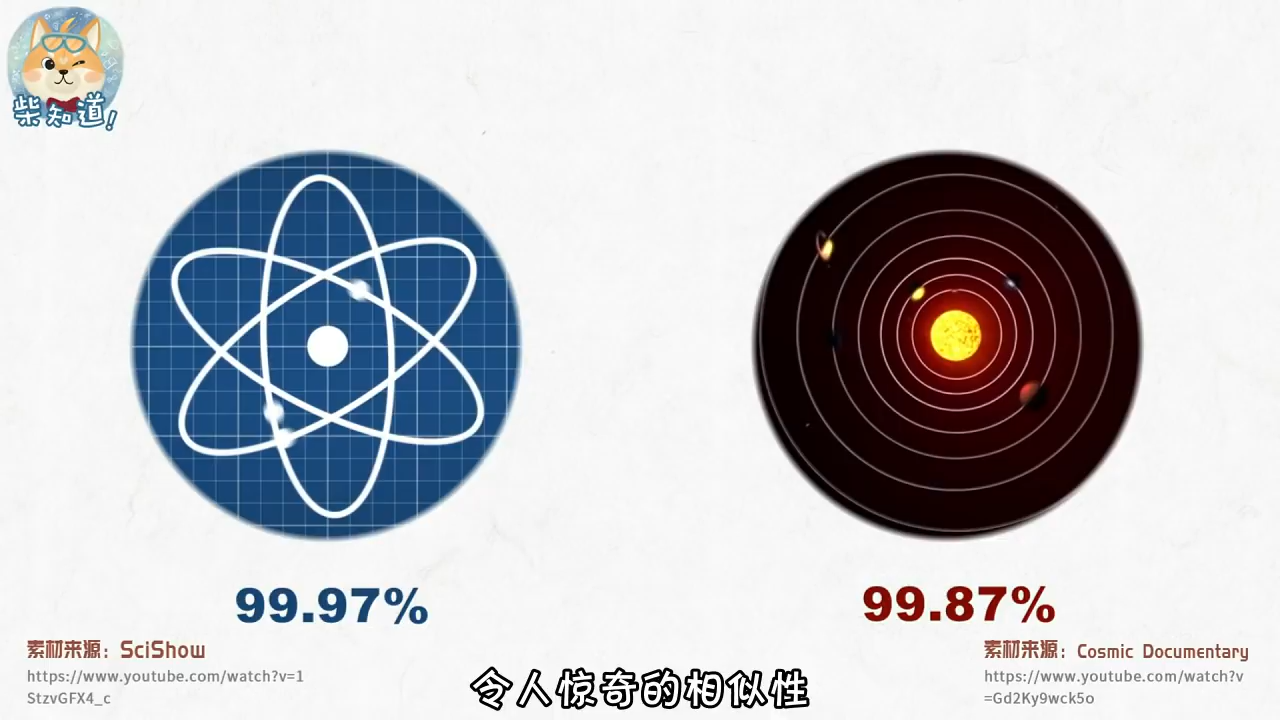 柴知道!
99.97%
99.87%
素材来源：SciShow
https://www.youtube.com/watch?v=1
StzvGFX4_c
素材来源：Cosmic Documentary
https://www.youtube.com/watch?v
=Gd2Ky9wck5o
令人惊奇的相似性